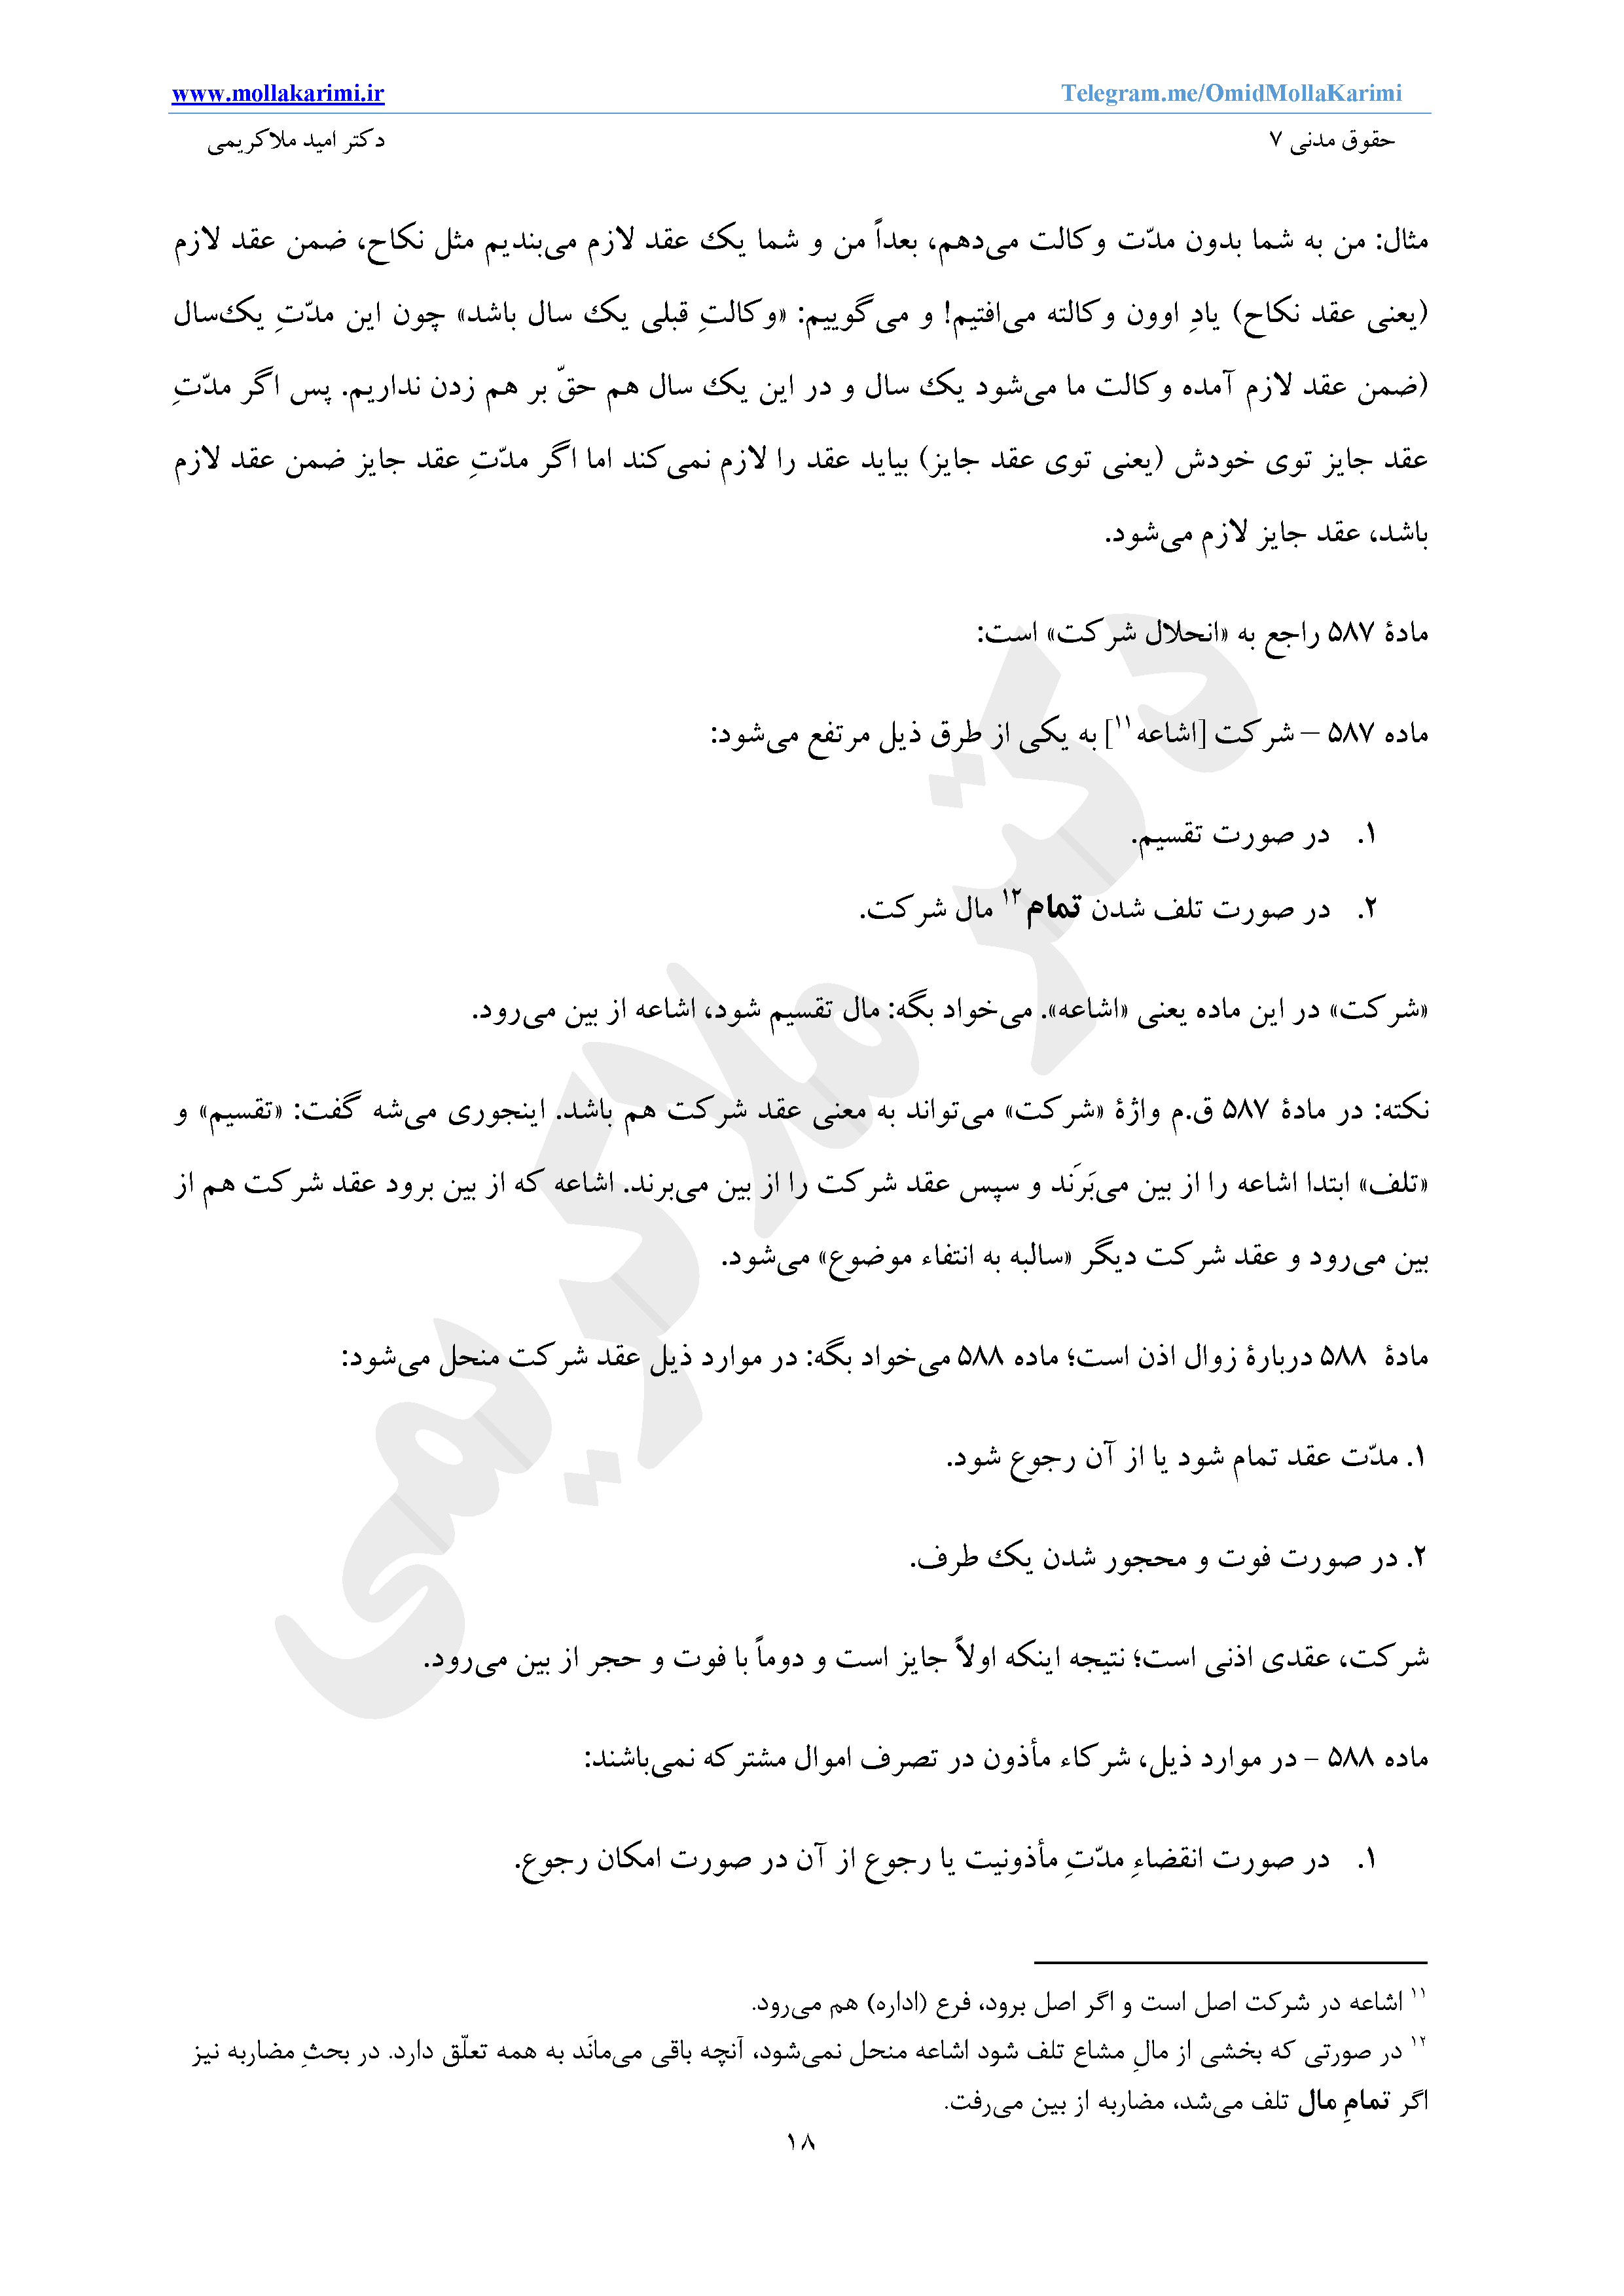 www.mollakarimi.ir Telegram.me/OmidMollaKarimi
حقوق مدنی ۷ دکتر امید ملاکریمی
مثال: من به شما بدون مدّت وکالت می‌دهم، بعداً من و شما یک عقد لازم می‌بندیم مثل نکاح، ضمن عقد لازم
(یعنی عقد نکاح) یادِ اوون وکالته می‌افتیم! و می‌گوییم: «وکالتِ قبلی یک سال باشد» چون این مدّتِ یک‌سال
(ضمن عقد لازم آمده وکالت ما می‌شود یک سال و در این یک سال هم حقّ بر هم زدن نداریم. پس اگر مدّتِ
عقد جایز توی خودش (یعنی توی عقد جایز) بیاید عقد را لازم نمی‌کند اما اگر مدّتِ عقد جایز ضمن عقد لازم
باشد، عقد جایز لازم می‌شود.
مادۀ ۵۸۷ راجع به «انحلال شرکت» است:
ماده ۵۸۷ – شرکت [اشاعه۱۱] به یکی از طرق ذیل مرتفع می‌شود:
۱. در صورت تقسیم.
۲. در صورت تلف شدن تمام۱۲ مال شرکت.
«شرکت» در این ماده یعنی «اشاعه». می‌خواد بگه: مال تقسیم شود، اشاعه از بین می‌رود.
نکته: در مادۀ ۵۸۷ ق.م واژۀ «شرکت» می‌تواند به معنی عقد شرکت هم باشد. اینجوری می‌شه گفت: «تقسیم» و
«تلف» ابتدا اشاعه را از بین می‌بَرَند و سپس عقد شرکت را از بین می‌برند. اشاعه که از بین برود عقد شرکت هم از
بین می‌رود و عقد شرکت دیگر «سالبه به انتفاء موضوع» می‌شود.
مادۀ ۵۸۸ دربارۀ زوال اذن است؛ ماده ۵۸۸ می‌خواد بگه: در موارد ذیل عقد شرکت منحل می‌شود:
۱. مدّت عقد تمام شود یا از آن رجوع شود.
۲. در صورت فوت و محجور شدن یک طرف.
شرکت، عقدی اذنی است؛ نتیجه اینکه اولاً جایز است و دوماً با فوت و حجر از بین می‌رود.
ماده ۵۸۸ - در موارد ذیل، شرکاء مأذون در تصرف اموال مشترکه نمی‌باشند:
۱. در صورت انقضاءِ مدّتِ مأذونیت یا رجوع از آن در صورت امکان رجوع.
۱۱ اشاعه در شرکت اصل است و اگر اصل برود، فرع (اداره) هم می‌رود.
۱۲ در صورتی که بخشی از مالِ مشاع تلف شود اشاعه منحل نمی‌شود، آنچه باقی می‌مانَد به همه تعلّق دارد. در بحثِ مضاربه نیز
اگر تمامِ مال تلف می‌شد، مضاربه از بین می‌رفت.
۱۸
دکتر ملاکریمی